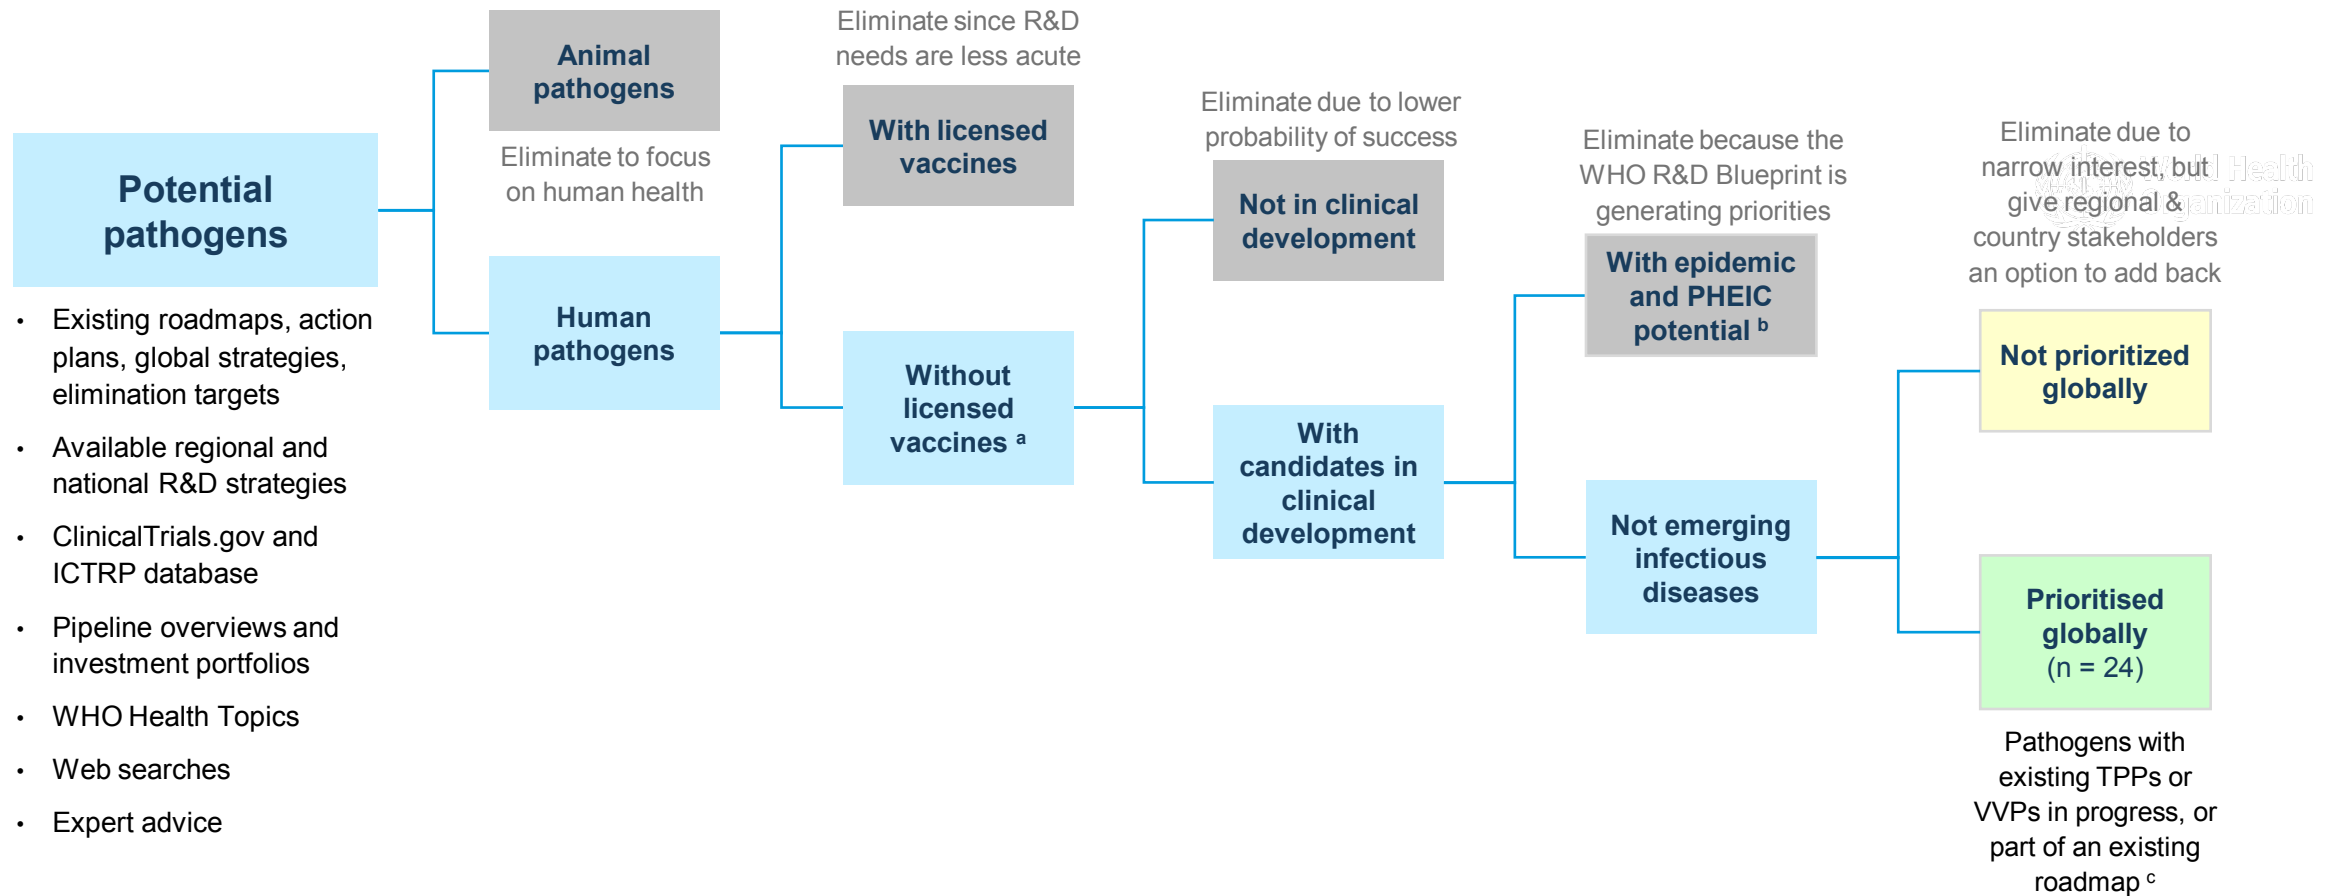 Potential
pathogens
• Existing roadmaps, action
plans, global strategies,
elimination targets
• Available regional and
national R&D strategies
• ClinicalTrials.gov and
ICTRP database
• Pipeline overviews and
investment portfolios
• WHO Health Topics
• Web searches
• Expert advice
Animal
pathogens
Eliminate to focus
on human health
Human
pathogens
Eliminate since R&D
needs are less acute
With licensed
vaccines
Without
licensed
vaccines a
Eliminate due to lower
probability of success
Not in clinical
development
With
candidates in
clinical
development
Eliminate because the
WHO R&D Blueprint is
generating priorities
With epidemic
and PHEIC
potential b
Not emerging
infectious
diseases
Eliminate due to
narrow interest, but
give regional &
country stakeholders
an option to add back
World Health
Organization
Not prioritized
globally
Prioritised
globally
(n = 24)
Pathogens with
existing TPPs or
VVPs in progress, or
part of an existing
roadmap c